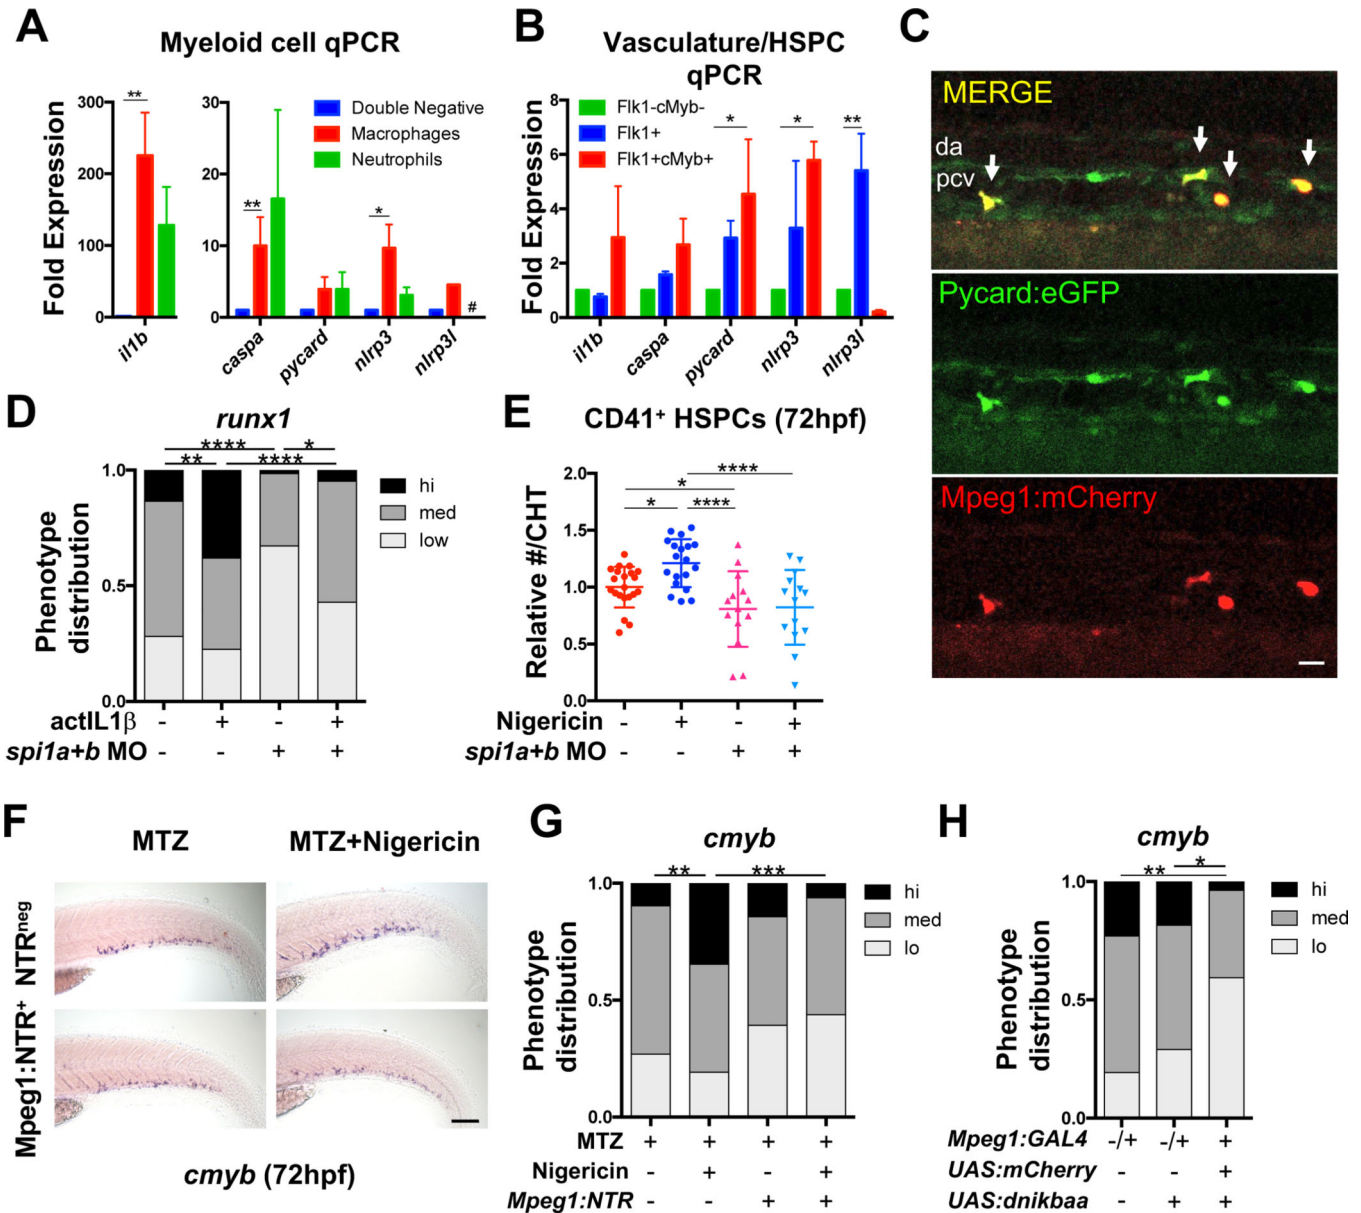 A
Myeloid cell qPCR
Fold Expression
300
200
100
0
**
il1b
30
20
10
0
Double Negative
Macrophages
Neutrophils
**
*
#
caspa
pycard
nlrp3
nlrp3l
B
Vasculature/HSPC
qPCR
Fold Expression
8
6
4
2
0
Flk1-cMyb-
Flk1+
Flk1+cMyb+
*
*
**
il1b
caspa
pycard
nlrp3
nlrp3l
C
MERGE
da
pcv
Pycard:eGFP
Mpeg1:mCherry
D
runx1
**** *
** ****
Phenotype
distribution
1.0
0.5
0.0
hi
med
low
actIL1β - + - +
spi1a+b MO - - + +
E
CD41+ HSPCs (72hpf)
Relative #/CHT
2.0
1.5
1.0
0.5
0.0
****
*
* ****
Nigericin - + - +
spi1a+b MO - - + +
F
MTZ MTZ+Nigericin
NTRneg
Mpeg1:NTR+
cmyb (72hpf)
G
cmyb
** ***
Phenotype
distribution
1.0
0.5
0.0
hi
med
lo
MTZ + + + +
Nigericin - + - +
Mpeg1:NTR - - + +
H
cmyb
*
**
Phenotype
distribution
1.0
0.5
0.0
hi
med
lo
Mpeg1:GAL4 -/+ -/+ +
UAS:mCherry - - +
UAS:dnikbaa - + +